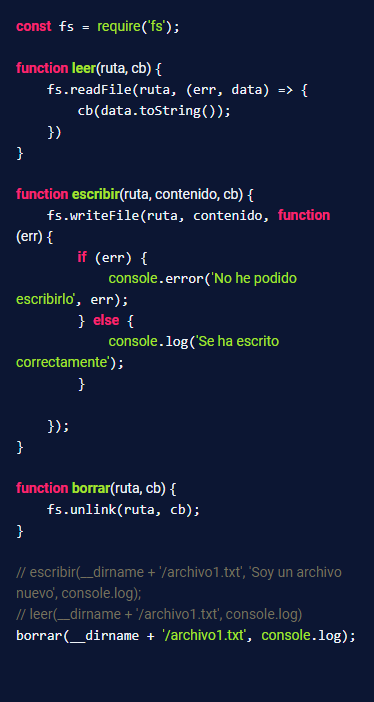 const fs = require('fs');
function leer(ruta, cb) {
fs.readFile(ruta, (err, data) => {
cb(data.toString());
})
}
function escribir(ruta, contenido, cb) {
fs.writeFile(ruta, contenido, function
(err) {
if (err) {
console.error('No he podido
escribirlo', err);
} else {
console.log('Se ha escrito
correctamente');
}
});
}
function borrar(ruta, cb) {
fs.unlink(ruta, cb);
}
// escribir(__dirname + '/archivo1.txt', 'Soy un archivo
nuevo', console.log);
// leer(__dirname + '/archivo1.txt', console.log)
borrar(__dirname + '/archivo1.txt', console.log);